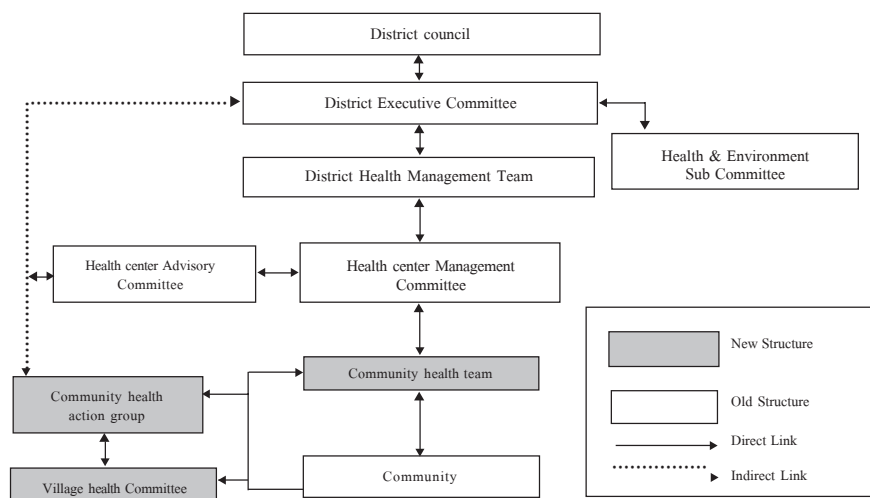 District council
District Executive Committee
Health & Environment
Sub Committee
District Health Management Team
Health center Advisory
Committee
Health center Management
Committee
New Structure
Community health team
Community health
action group
Old Structure
Direct Link
Community
Village health Committee
Indirect Link